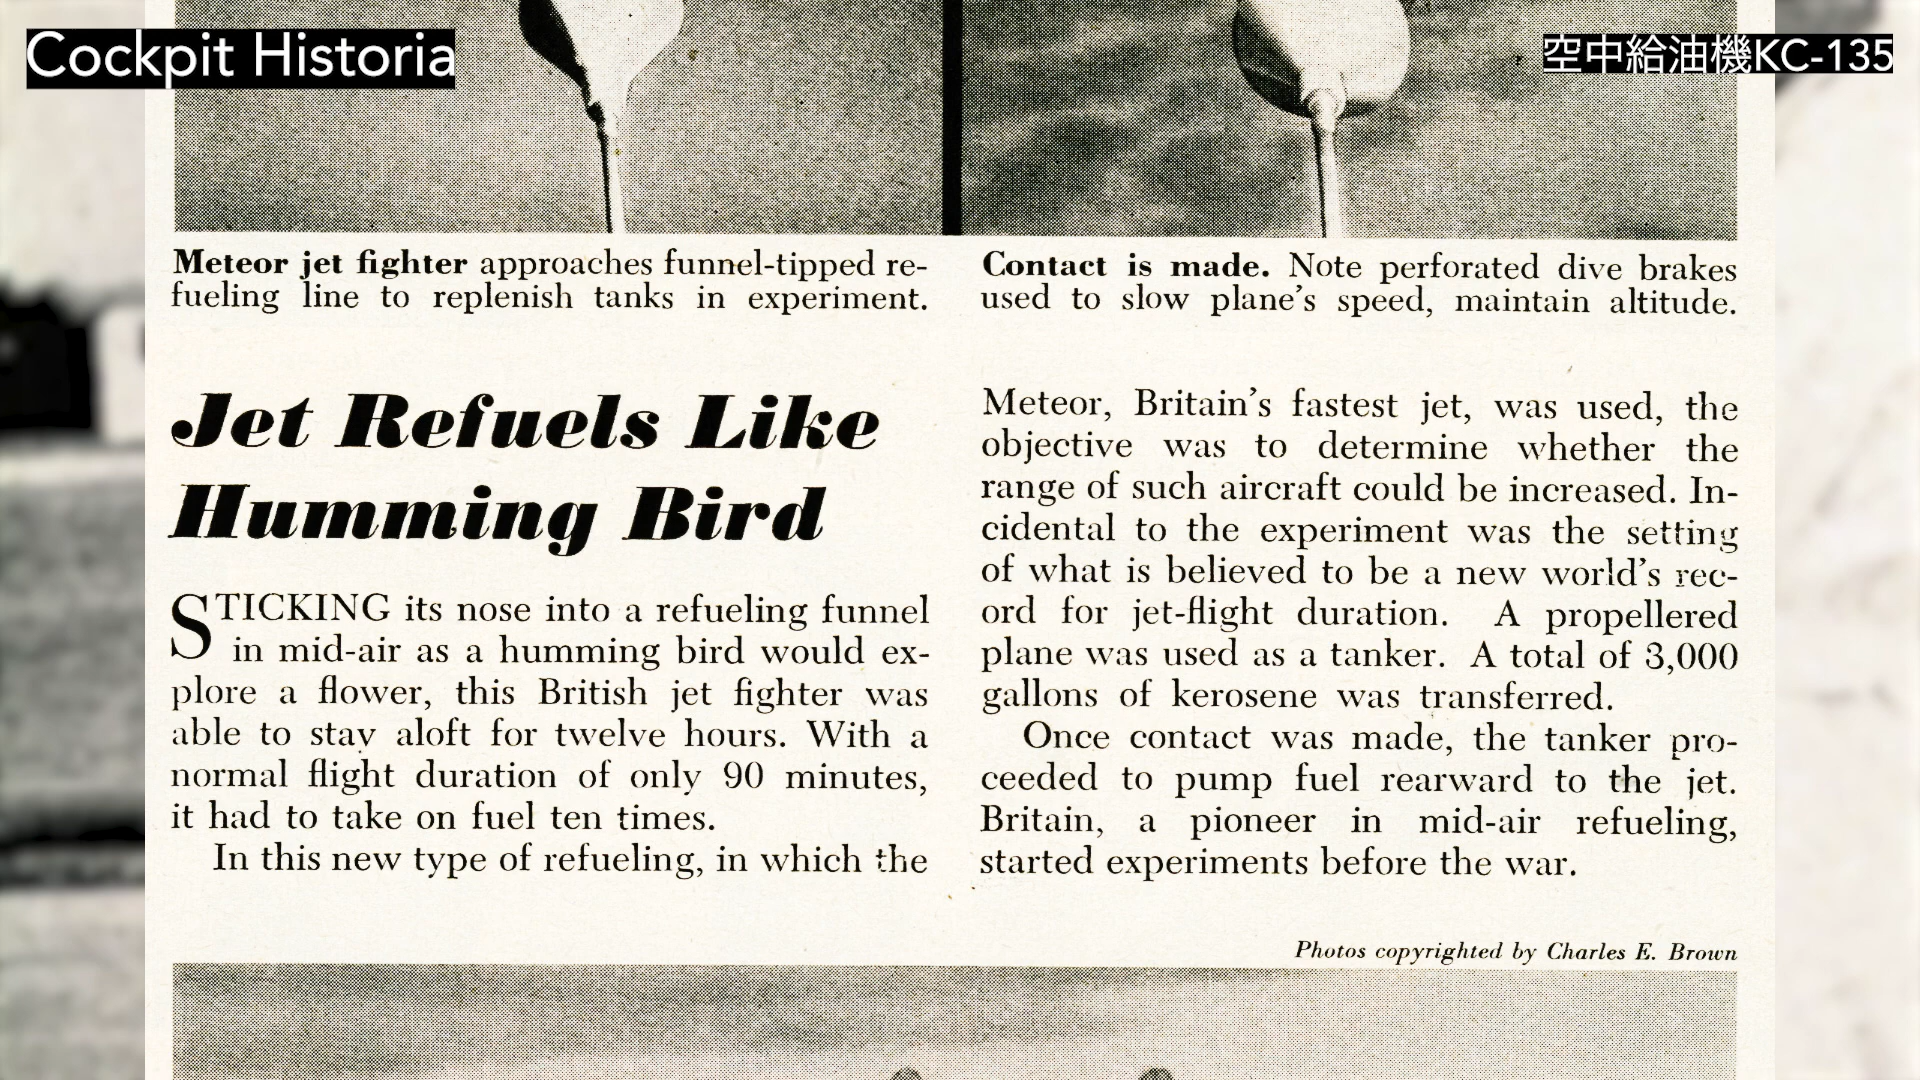 Cockpit Historia
空中給油機KC-135
Meteor jet fighter approaches funnel-tipped re-
fueling line to replenish tanks in experiment.
Contact is made. Note perforated dive brakes
used to slow plane's speed, maintain altitude.
Jet Refuels Like
Humming Bird
STICKING its nose into a refueling funnel
in mid-air as a humming bird would ex-
plore a flower, this British jet fighter was
able to stay aloft for twelve hours. With a
normal flight duration of only 90 minutes,
it had to take on fuel ten times.
In this new type of refueling, in which the
Meteor, Britain's fastest jet, was used, the
objective was to determine whether the
range of such aircraft could be increased. In-
cidental to the experiment was the setting
of what is believed to be a new world's rec-
ord for jet-flight duration. A propellered
plane was used as a tanker. A total of 3,000
gallons of kerosene was transferred.
Once contact was made, the tanker pro-
ceeded to pump fuel rearward to the jet.
Britain, a pioneer in mid-air refueling,
started experiments before the war.
Photos copyrighted by Charles E. Brown